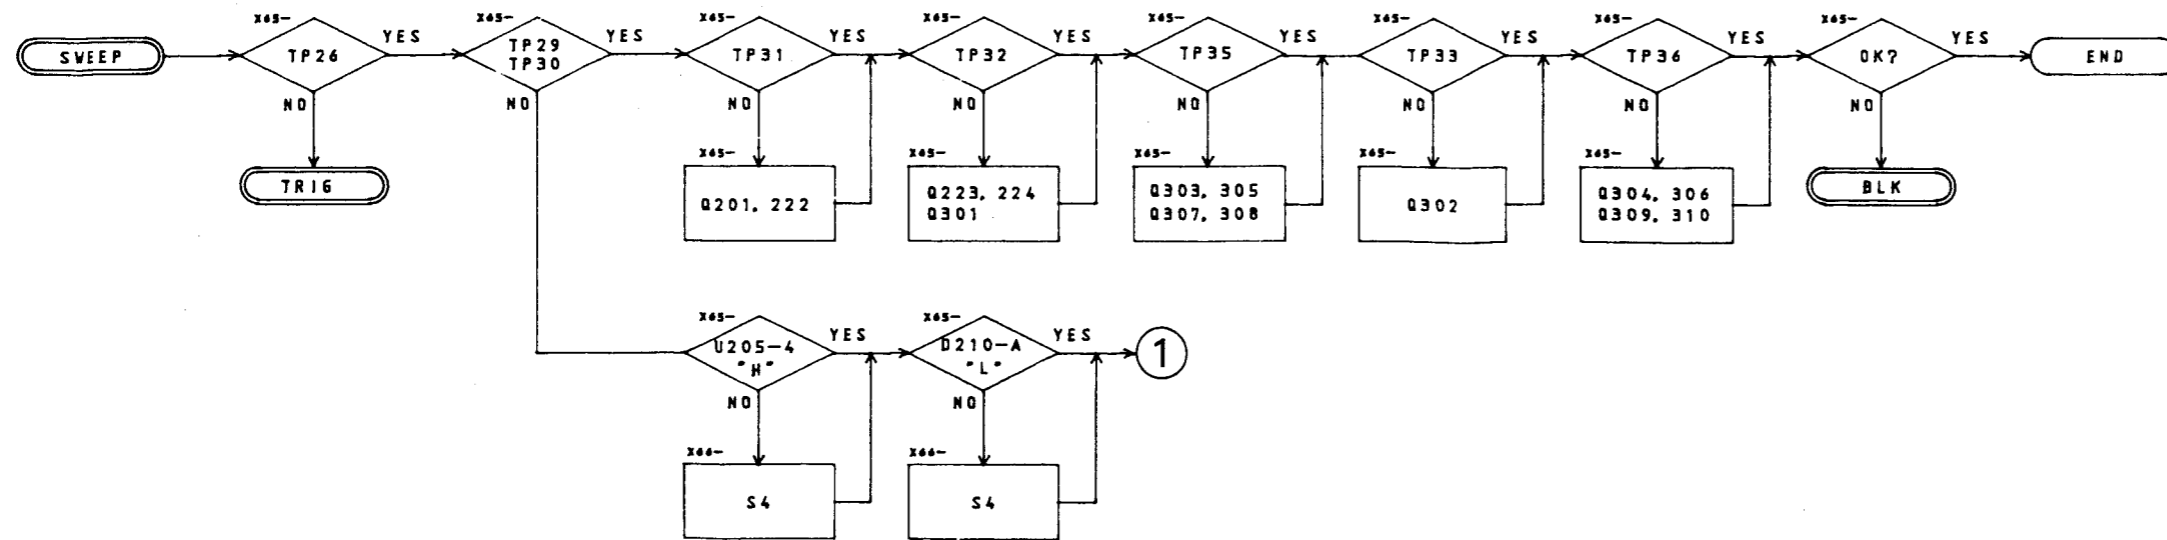 X65-
X65-
X65-
X65-
X65-
X65-
X65-
X65-
SWEEP
TP26
YES
TP29
TP30
YES
TP31
YES
TP32
YES
TP35
YES
TP33
YES
TP36
YES
OK?
YES
END
NO
NO
NO
NO
NO
NO
NO
NO
TRIG
X65-
Q201, 222
X65-
Q223, 224
Q301
X65-
Q303, 305
Q307, 308
X65-
Q302
X65-
Q304, 306
Q309, 310
BLK
X65-
U205-4
"H"
YES
X65-
D210-A
"L"
YES
1
NO
NO
X66-
S4
X66-
S4